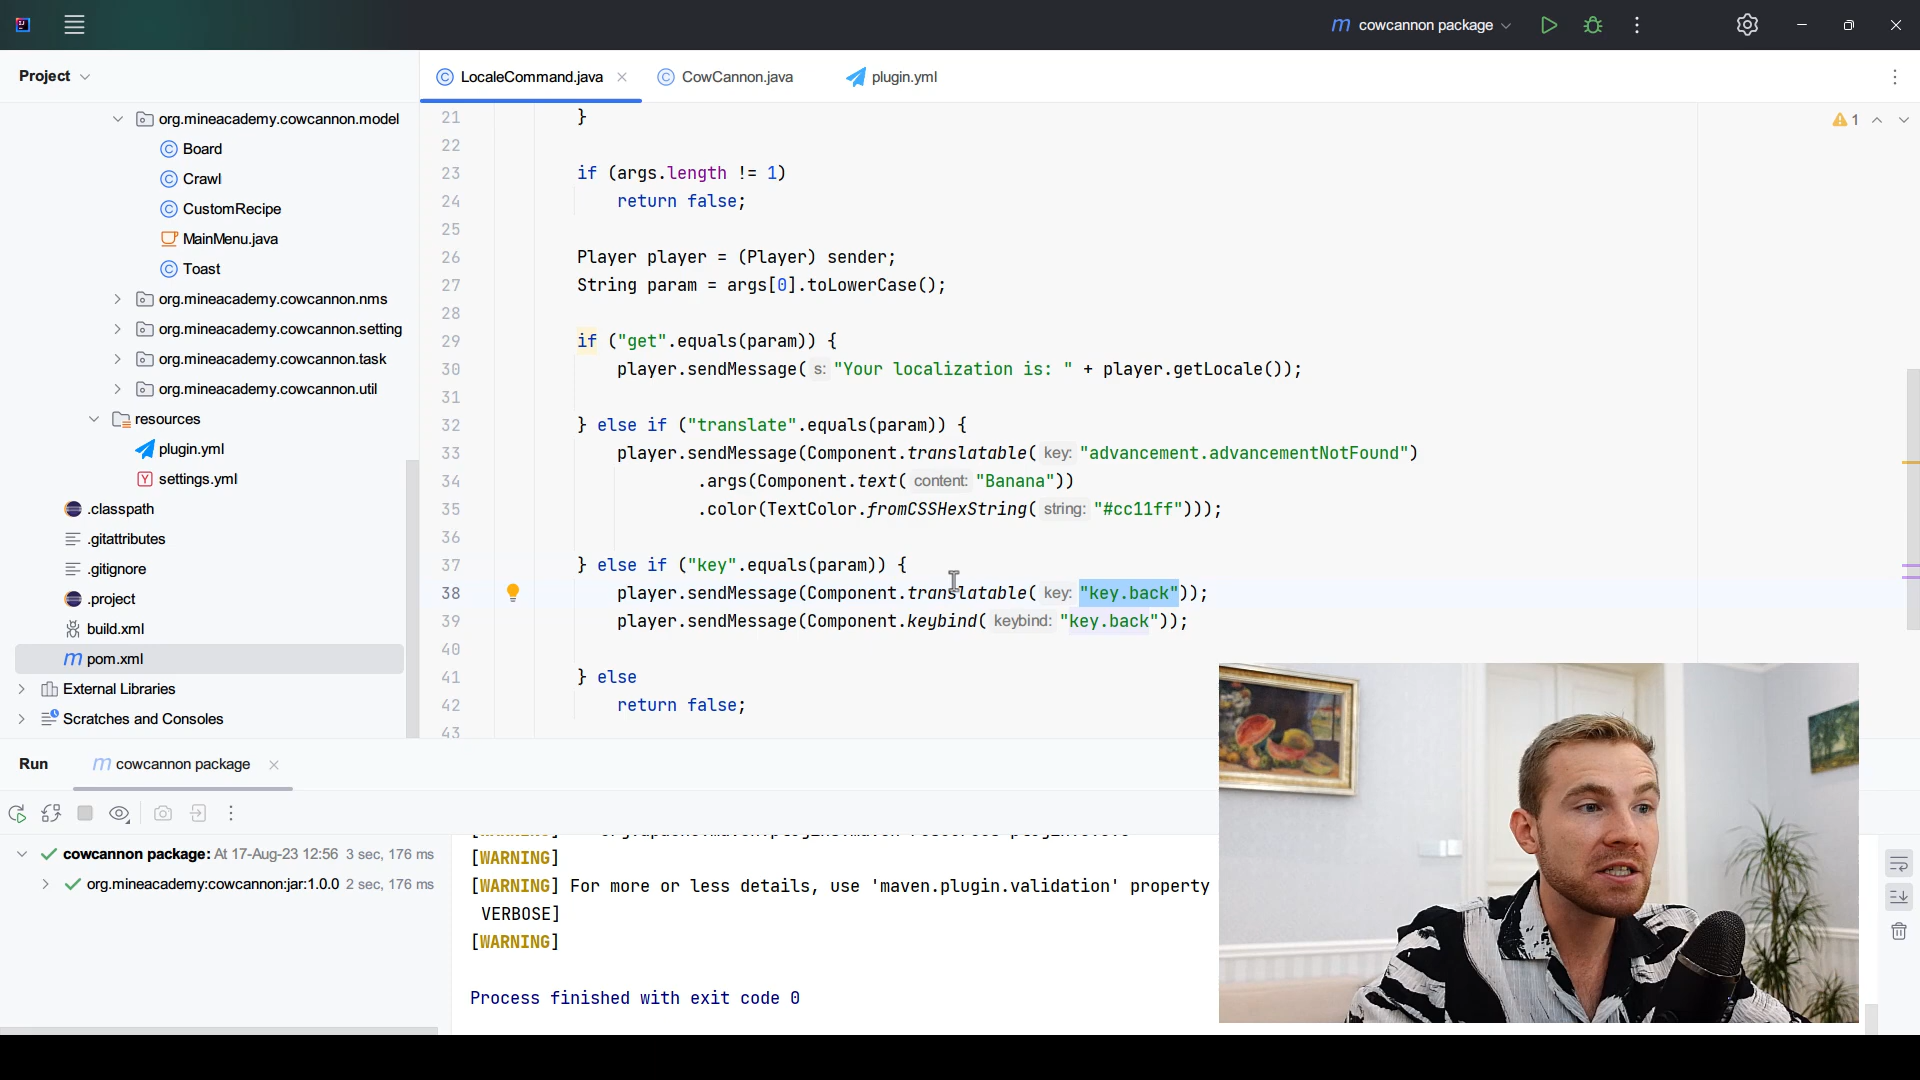 cowcannon package
Project
LocaleCommand.java
CowCannon.java
plugin.yml
org.mineacademy.cowcannon.model
Board
Crawl
CustomRecipe
MainMenu.java
Toast
org.mineacademy.cowcannon.nms
org.mineacademy.cowcannon.setting
org.mineacademy.cowcannon.task
org.mineacademy.cowcannon.util
resources
plugin.yml
settings.yml
.classpath
.gitattributes
.gitignore
.project
build.xml
pom.xml
External Libraries
Scratches and Consoles
1
21 }
22
23 if (args.length != 1)
24 return false;
25
26 Player player = (Player) sender;
27 String param = args[0].toLowerCase();
28
29 if ("get".equals(param)) {
30 player.sendMessage( s: "Your localization is: " + player.getLocale());
31
32 } else if ("translate".equals(param)) {
33 player.sendMessage(Component.translatable( key: "advancement.advancementNotFound")
34 .args(Component.text( content: "Banana"))
35 .color(TextColor.fromCSSHexString( string: "#cc11ff")));
36
37 } else if ("key".equals(param)) {
38 player.sendMessage(Component.translatable( key: "key.back"));
39 player.sendMessage(Component.keybind( keybind: "key.back"));
40
41 } else
42 return false;
43
Run
cowcannon package
cowcannon package: At 17-Aug-23 12:56 3 sec, 176 ms
org.mineacademy:cowcannon:jar:1.0.0 2 sec, 176 ms
[WARNING]
[WARNING] For more or less details, use 'maven.plugin.validation' property
VERBOSE]
[WARNING]
Process finished with exit code 0